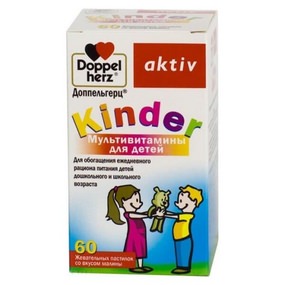 Doppel
herz®
aktiv
Доппельгерц®
Kinder
Мультивитамины
для детей
Для обогащения ежедневного
рациона питания детей
дошкольного и школьного
возраста
60
Жевательных пастилок
со вкусом малины